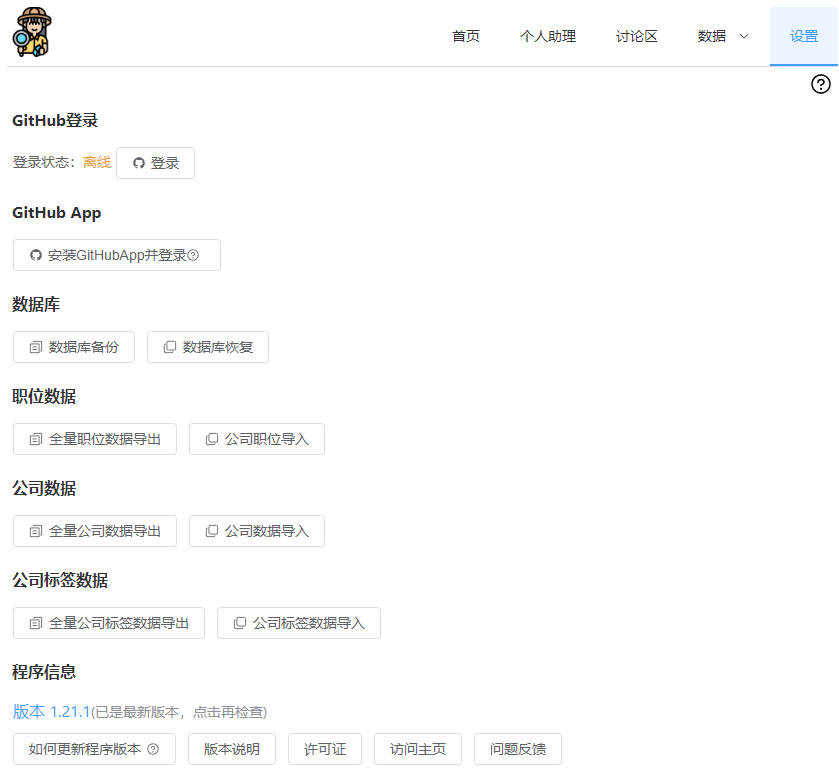 首页 个人助理 讨论区 数据 设置
GitHub登录
登录状态：离线 登录
GitHub App
安装GitHubApp并登录
数据库
数据库备份 数据库恢复
职位数据
全量职位数据导出 公司职位导入
公司数据
全量公司数据导出 公司数据导入
公司标签数据
全量公司标签数据导出 公司标签数据导入
程序信息
版本 1.21.1(已是最新版本，点击再检查)
如何更新程序版本 版本说明 许可证 访问主页 问题反馈